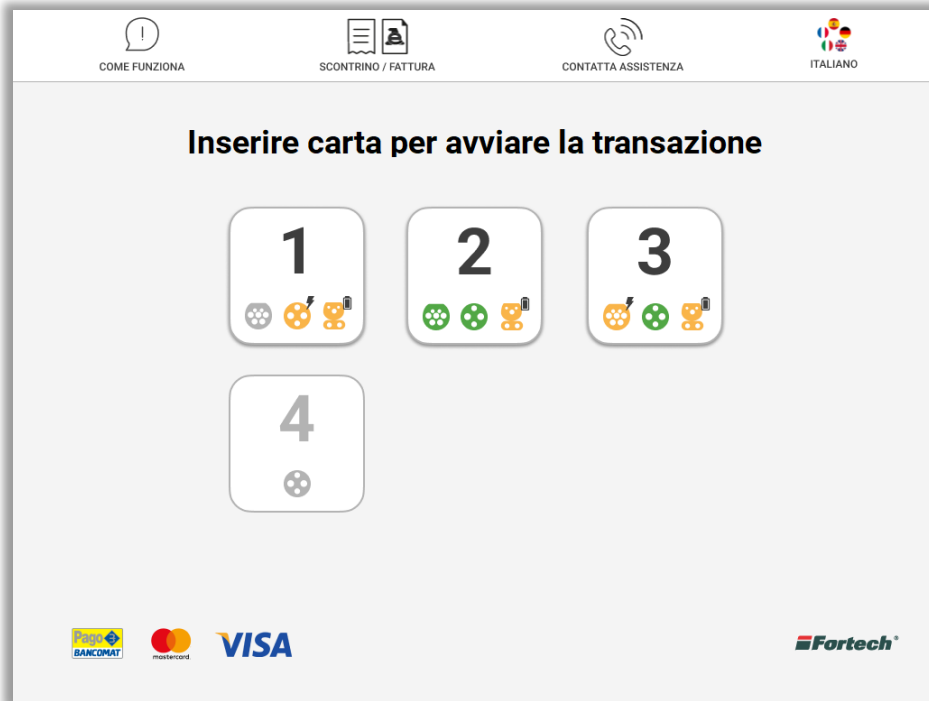 COME FUNZIONA
SCONTRINO / FATTURA
CONTATTA ASSISTENZA
ITALIANO
Inserire carta per avviare la transazione
1
2
3
4
Pago
BANCOMAT
mastercard
VISA
Fortech